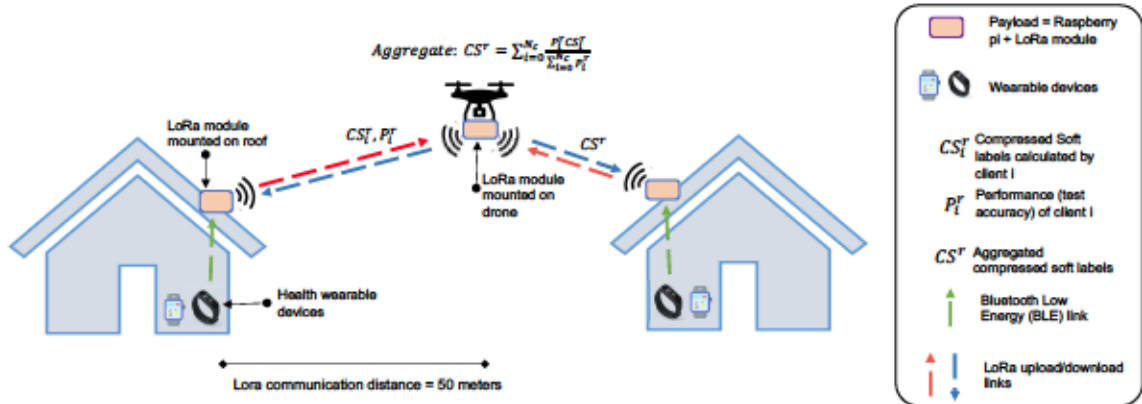 Aggregate: CS^r = ∑_{i=0}^{N_c} \frac{P_i^r CS_i^r}{∑_{i=0}^{N_c} P_i^r}
LoRa module
mounted on roof
CS_i^r, P_i^r
CS^r
LoRa module
mounted on
drone
Health wearable
devices
Lora communication distance = 50 meters
Payload = Raspberry
pi + LoRa module
Wearable devices
CS_i^r Compressed Soft
labels calculated by
client i
P_i^r Performance (test
accuracy) of client i
CS^r Aggregated
compressed soft labels
Bluetooth Low
Energy (BLE) link
LoRa upload/download
links